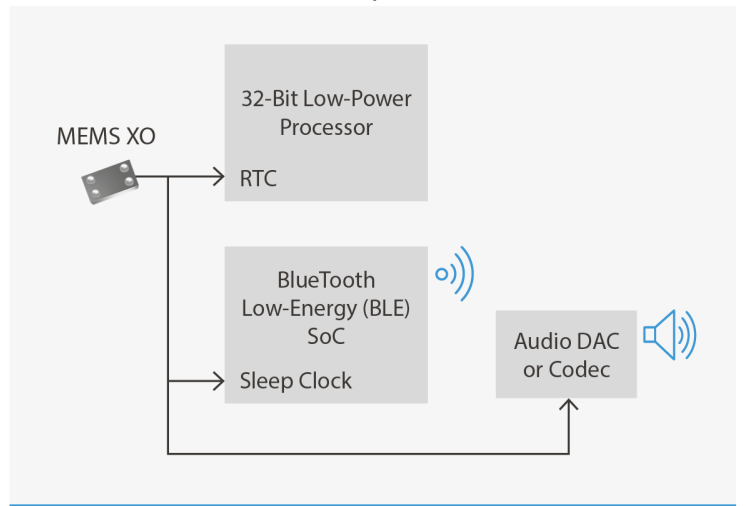 32-Bit Low-Power
Processor
MEMS XO
RTC
BlueTooth
Low-Energy (BLE)
SoC
Audio DAC
or Codec
Sleep Clock